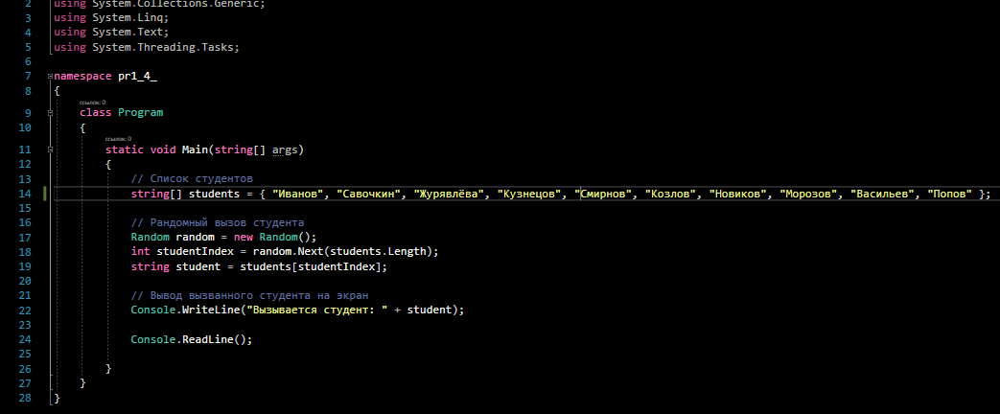 2 using System.Collections.Generic;
3 using System.Linq;
4 using System.Text;
5 using System.Threading.Tasks;
6
7 namespace pr1_4_
8 {
ссылок: 0
9 class Program
10 {
ссылок: 0
11 static void Main(string[] args)
12 {
13 // Список студентов
14 string[] students = { "Иванов", "Савочкин", "Журявлёва", "Кузнецов", "Смирнов", "Козлов", "Новиков", "Морозов", "Васильев", "Попов" };
15
16 // Рандомный вызов студента
17 Random random = new Random();
18 int studentIndex = random.Next(students.Length);
19 string student = students[studentIndex];
20
21 // Вывод вызванного студента на экран
22 Console.WriteLine("Вызывается студент: " + student);
23
24 Console.ReadLine();
25
26 }
27 }
28 }